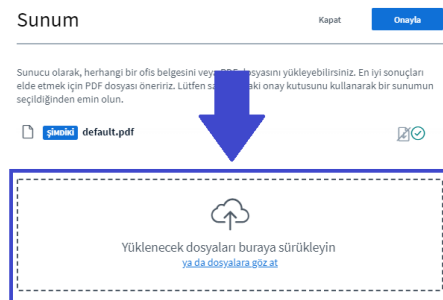 Sunum
Kapat
Onayla
Sunucu olarak, herhangi bir ofis belgesini veya dosyasını yükleyebilirsiniz. En iyi sonuçları
elde etmek için PDF dosyası öneririz. Lütfen onay kutusunu kullanarak bir sunumun
seçildiğinden emin olun.
ŞİMDİKİ default.pdf
Yüklenecek dosyaları buraya sürükleyin
ya da dosyalara göz at